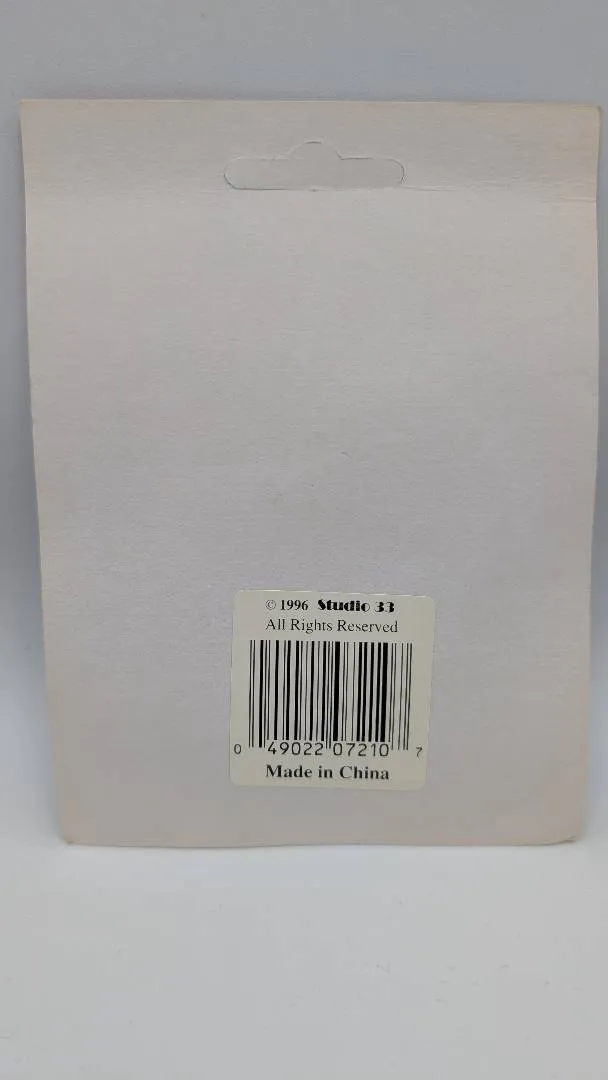 © 1996 Studio 33
All Rights Reserved
0 49022 07210 7
Made in China